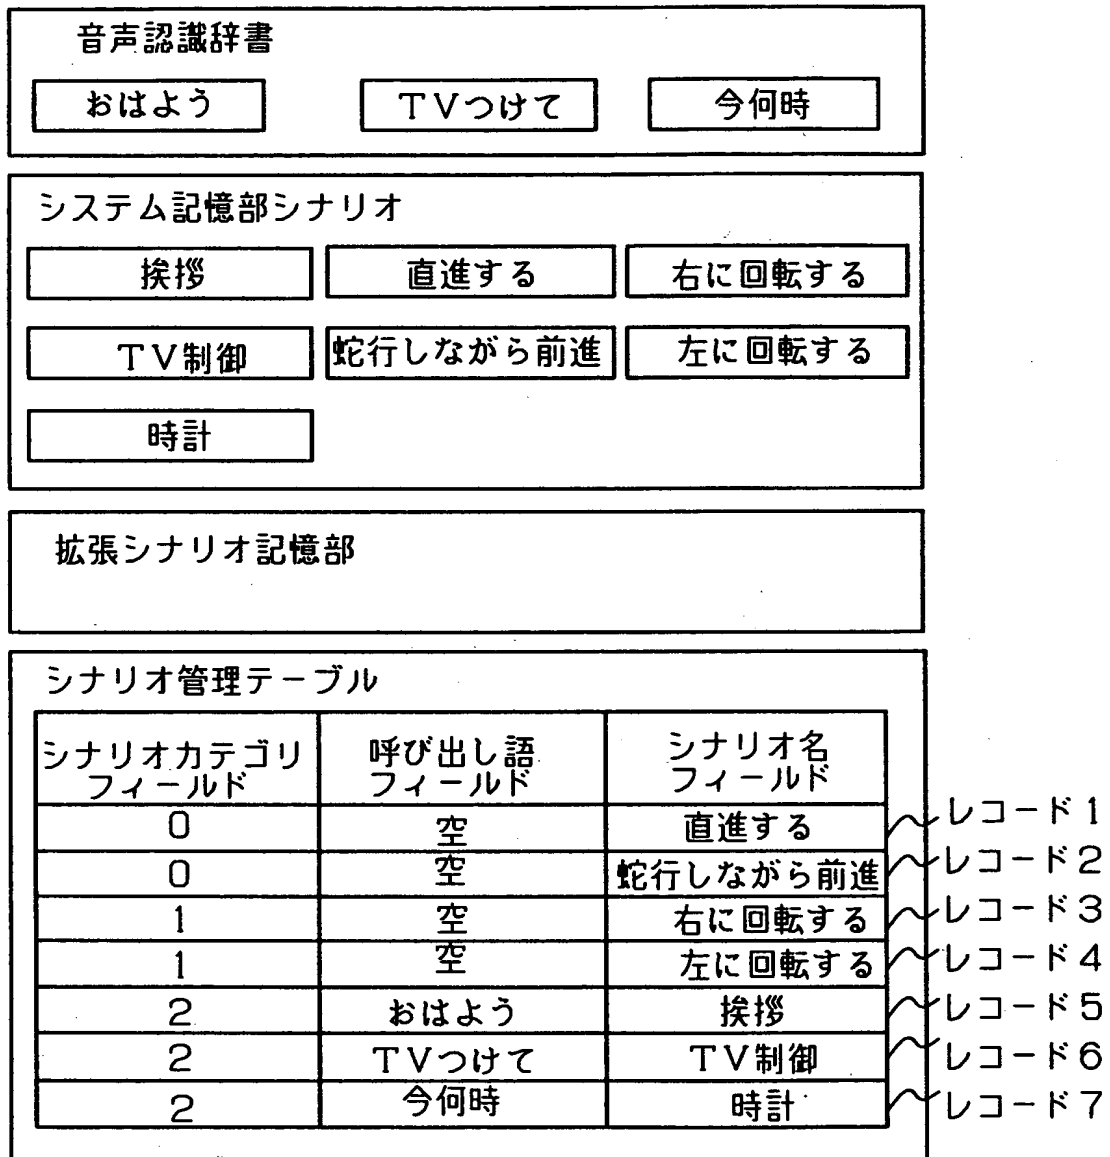 音声認識辞書
おはよう TVつけて 今何時
システム記憶部シナリオ
挨拶 直進する 右に回転する
TV制御 蛇行しながら前進 左に回転する
時計
拡張シナリオ記憶部
シナリオ管理テーブル
シナリオカテゴリ 呼び出し語 シナリオ名
フィールド フィールド フィールド
0 空 直進する レコード1
0 空 蛇行しながら前進 レコード2
1 空 右に回転する レコード3
1 空 左に回転する レコード4
2 おはよう 挨拶 レコード5
2 TVつけて TV制御 レコード6
2 今何時 時計 レコード7